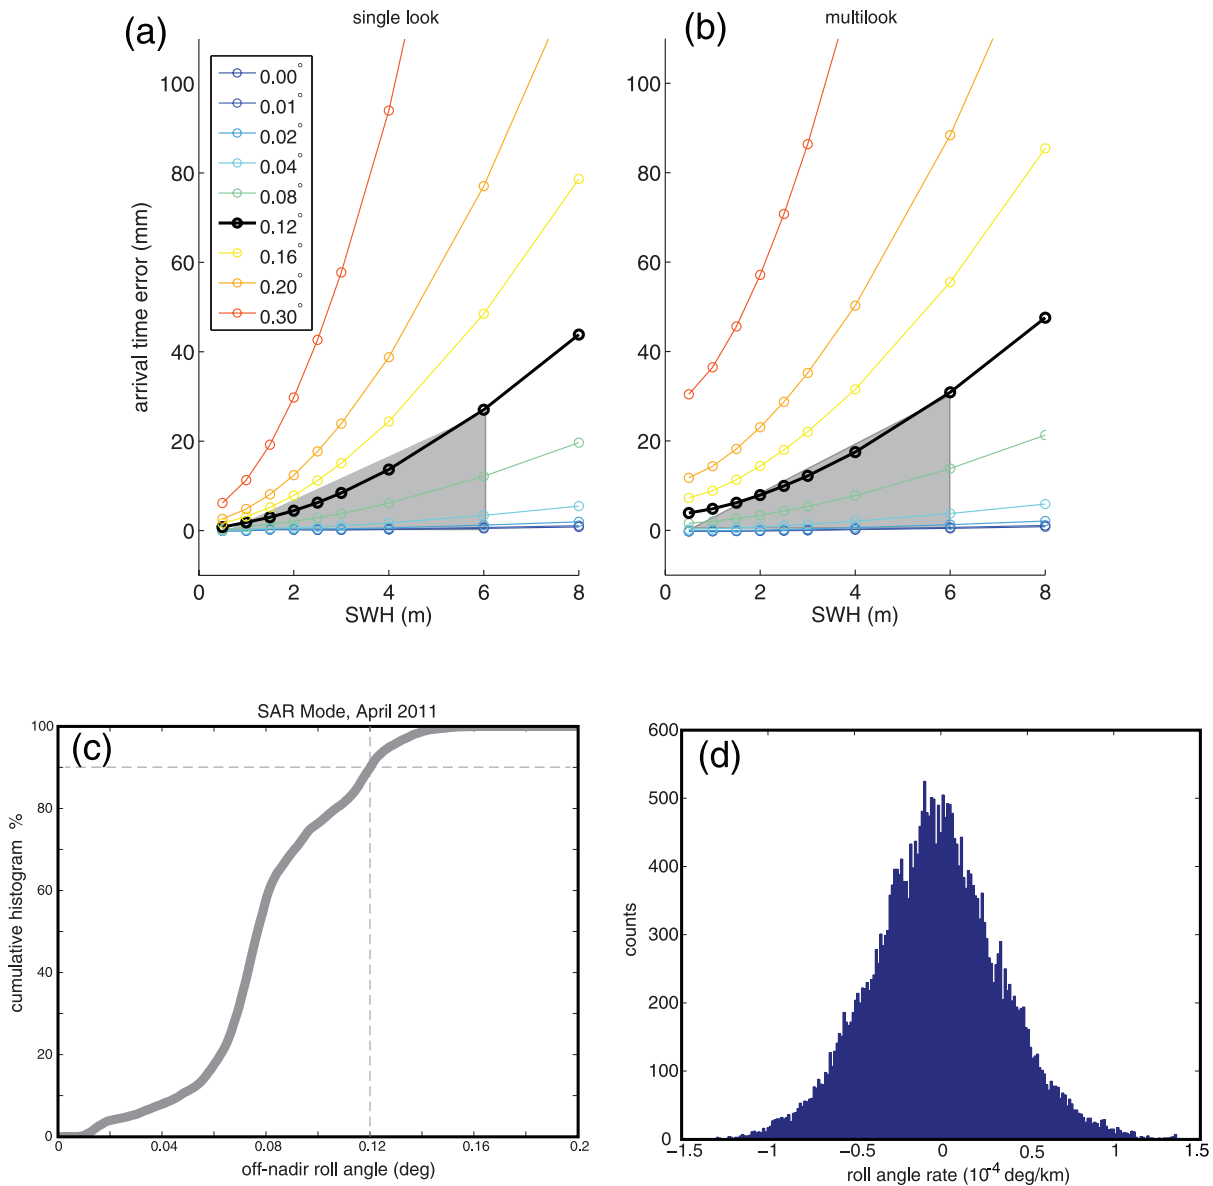 (a)
single look
(b)
multilook
100
80
60
40
20
0
arrival time error (mm)
0.00°
0.01°
0.02°
0.04°
0.08°
0.12°
0.16°
0.20°
0.30°
0 2 4 6 8
SWH (m)
100
80
60
40
20
0
0 2 4 6 8
SWH (m)
SAR Mode, April 2011
(c)
100
80
60
40
20
0
cumulative histogram %
0 0.04 0.08 0.12 0.16 0.2
off-nadir roll angle (deg)
(d)
600
500
400
300
200
100
0
counts
−1.5 −1 −0.5 0 0.5 1 1.5
roll angle rate (10⁻⁴ deg/km)